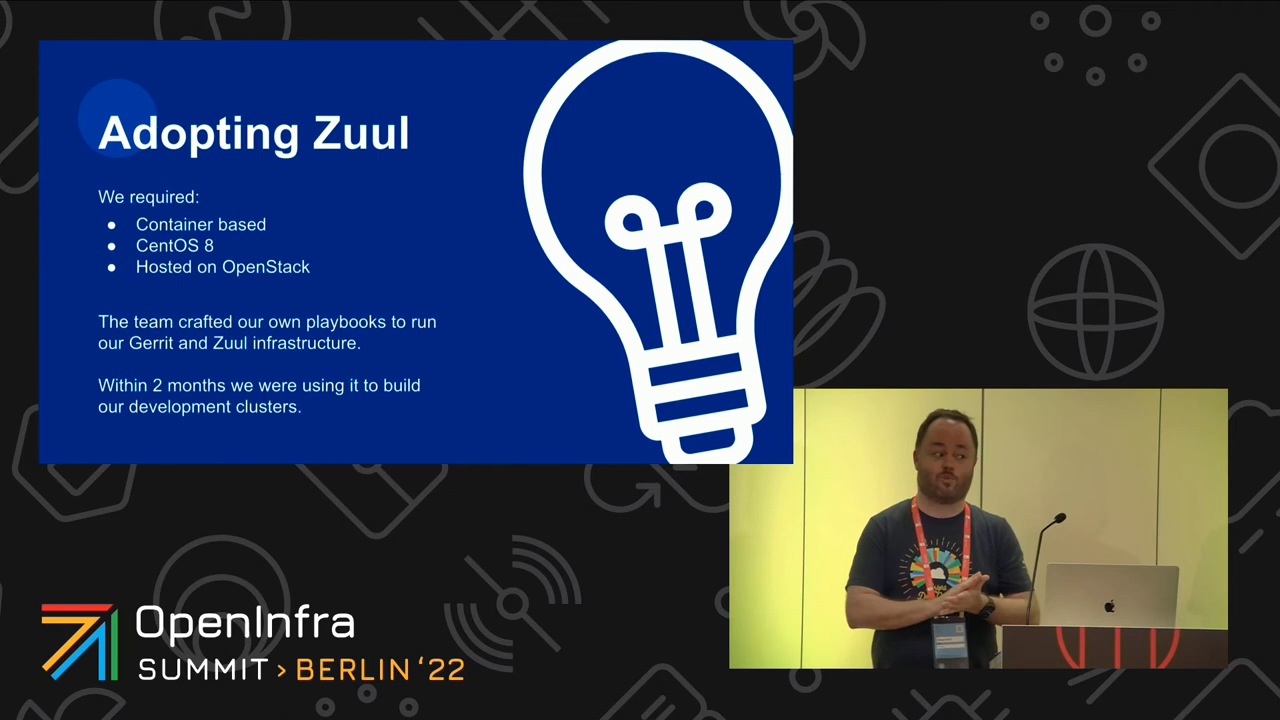 Adopting Zuul
We required:
● Container based
● CentOS 8
● Hosted on OpenStack
The team crafted our own playbooks to run
our Gerrit and Zuul infrastructure.
Within 2 months we were using it to build
our development clusters.
OpenInfra
SUMMIT > BERLIN ‘22